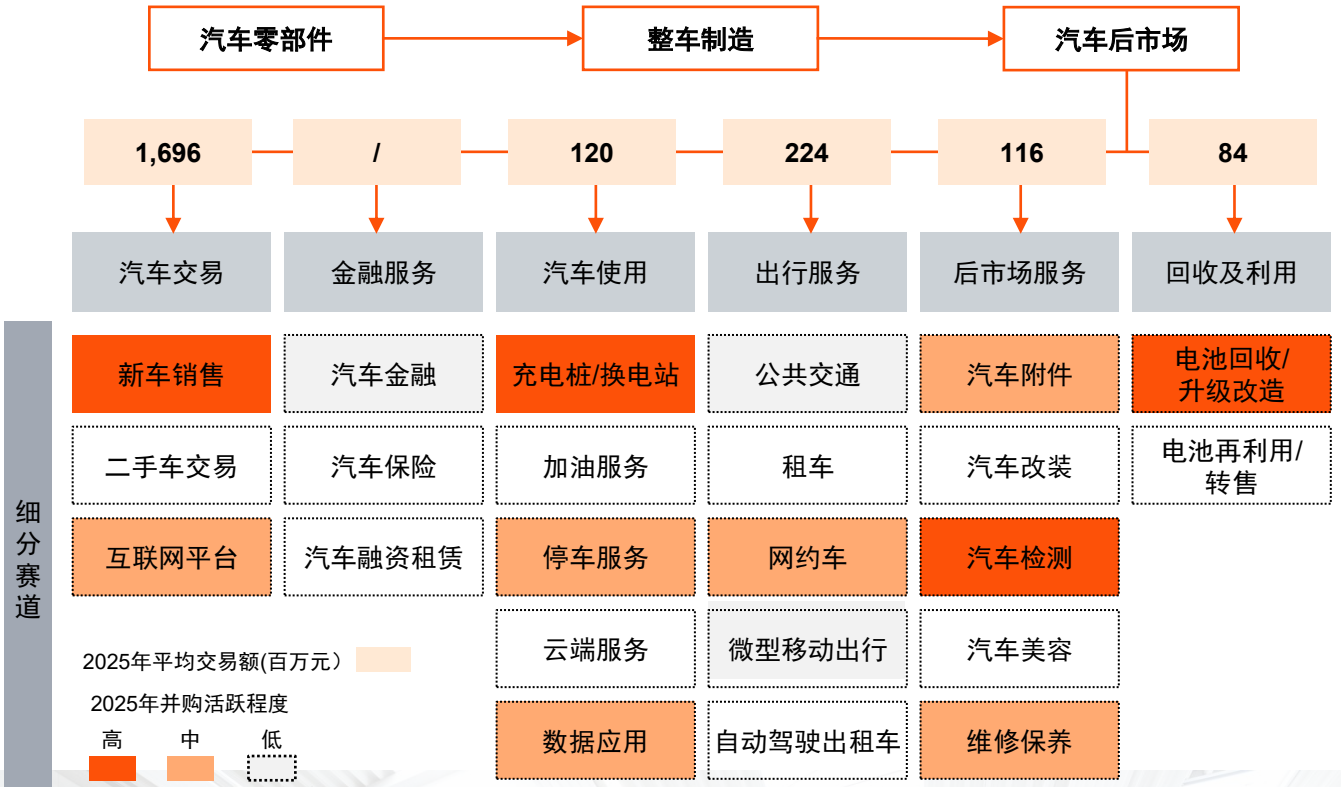 汽车零部件
整车制造
汽车后市场
1,696
/
120
224
116
84
汽车交易
金融服务
汽车使用
出行服务
后市场服务
回收及利用
细分赛道
新车销售
汽车金融
充电桩/换电站
公共交通
汽车附件
电池回收/
升级改造
二手车交易
汽车保险
加油服务
租车
汽车改装
电池再利用/
转售
互联网平台
汽车融资租赁
停车服务
网约车
汽车检测
云端服务
微型移动出行
汽车美容
数据应用
自动驾驶出租车
维修保养
2025年平均交易额(百万元）
2025年并购活跃程度
高
中
低